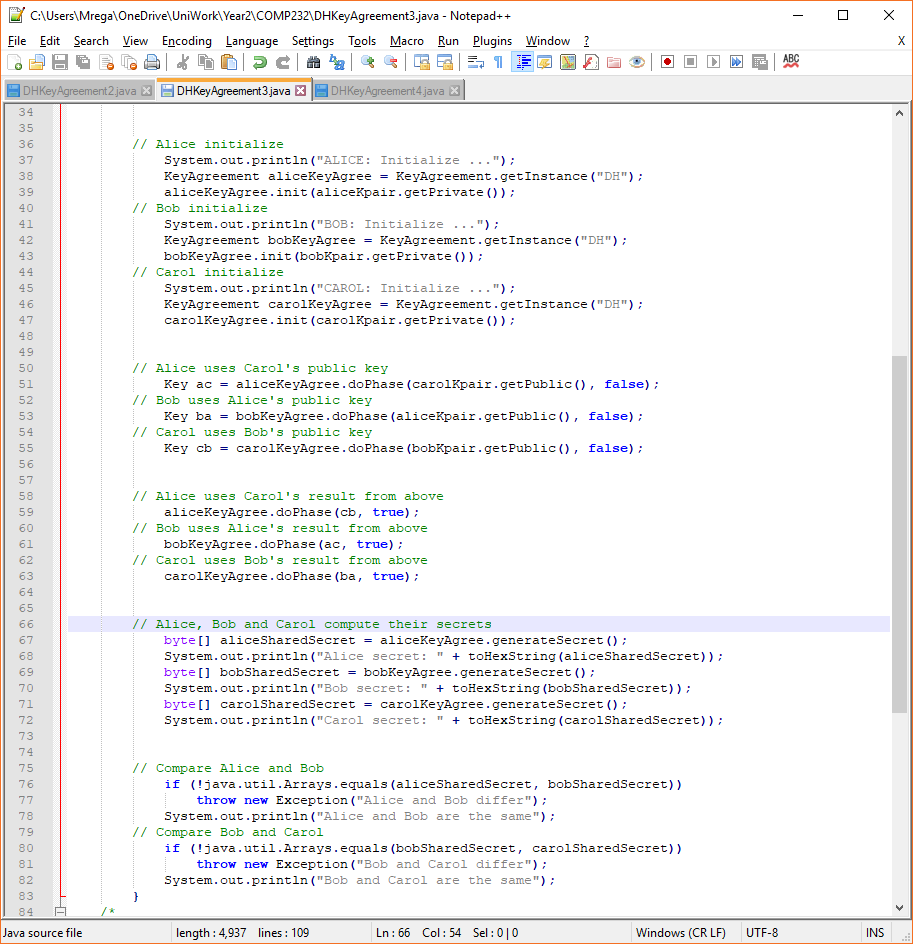 C:\Users\Mrega\OneDrive\UniWork\Year2\COMP232\DHKeyAgreement3.java - Notepad++
File Edit Search View Encoding Language Settings Tools Macro Run Plugins Window ? X
ABC
DHKeyAgreement2.java DHKeyAgreement3.java DHKeyAgreement4.java
34
35
36 // Alice initialize
37 System.out.println("ALICE: Initialize ...");
38 KeyAgreement aliceKeyAgree = KeyAgreement.getInstance("DH");
39 aliceKeyAgree.init(aliceKpair.getPrivate());
40 // Bob initialize
41 System.out.println("BOB: Initialize ...");
42 KeyAgreement bobKeyAgree = KeyAgreement.getInstance("DH");
43 bobKeyAgree.init(bobKpair.getPrivate());
44 // Carol initialize
45 System.out.println("CAROL: Initialize ...");
46 KeyAgreement carolKeyAgree = KeyAgreement.getInstance("DH");
47 carolKeyAgree.init(carolKpair.getPrivate());
48
49
50 // Alice uses Carol's public key
51 Key ac = aliceKeyAgree.doPhase(carolKpair.getPublic(), false);
52 // Bob uses Alice's public key
53 Key ba = bobKeyAgree.doPhase(aliceKpair.getPublic(), false);
54 // Carol uses Bob's public key
55 Key cb = carolKeyAgree.doPhase(bobKpair.getPublic(), false);
56
57
58 // Alice uses Carol's result from above
59 aliceKeyAgree.doPhase(cb, true);
60 // Bob uses Alice's result from above
61 bobKeyAgree.doPhase(ac, true);
62 // Carol uses Bob's result from above
63 carolKeyAgree.doPhase(ba, true);
64
65
66 // Alice, Bob and Carol compute their secrets
67 byte[] aliceSharedSecret = aliceKeyAgree.generateSecret();
68 System.out.println("Alice secret: " + toHexString(aliceSharedSecret));
69 byte[] bobSharedSecret = bobKeyAgree.generateSecret();
70 System.out.println("Bob secret: " + toHexString(bobSharedSecret));
71 byte[] carolSharedSecret = carolKeyAgree.generateSecret();
72 System.out.println("Carol secret: " + toHexString(carolSharedSecret));
73
74
75 // Compare Alice and Bob
76 if (!java.util.Arrays.equals(aliceSharedSecret, bobSharedSecret))
77 throw new Exception("Alice and Bob differ");
78 System.out.println("Alice and Bob are the same");
79 // Compare Bob and Carol
80 if (!java.util.Arrays.equals(bobSharedSecret, carolSharedSecret))
81 throw new Exception("Bob and Carol differ");
82 System.out.println("Bob and Carol are the same");
83 }
84 /*
Java source file length : 4,937 lines : 109 Ln : 66 Col : 54 Sel : 0 | 0 Windows (CR LF) UTF-8 INS